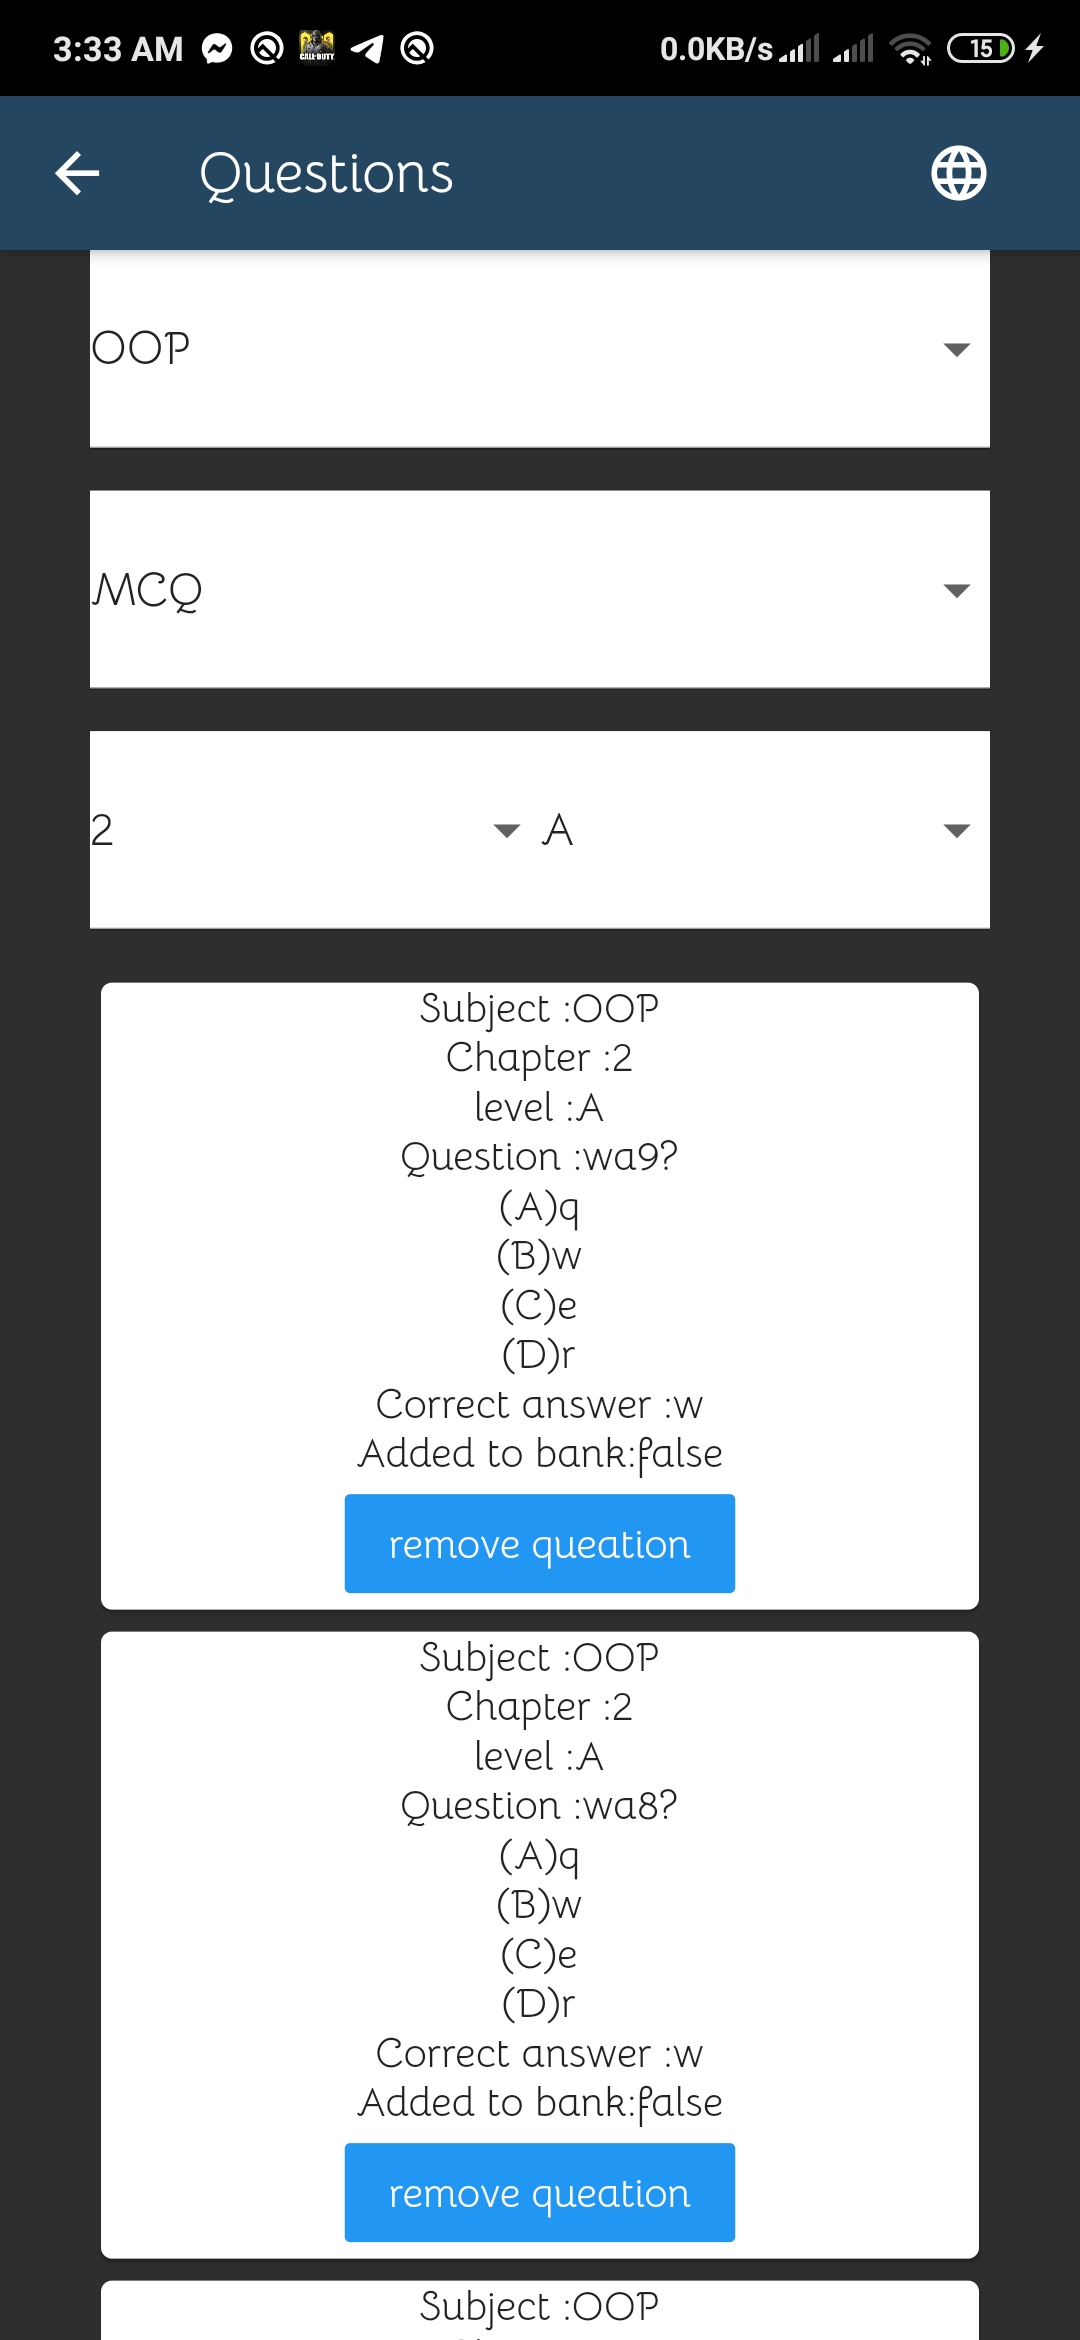 3:33 AM CALL·DUTY 0.0KB/s 15
Questions
OOP
MCQ
2 A
Subject :OOP
Chapter :2
level :A
Question :wa9?
(A)q
(B)w
(C)e
(D)r
Correct answer :w
Added to bank:false
remove queation
Subject :OOP
Chapter :2
level :A
Question :wa8?
(A)q
(B)w
(C)e
(D)r
Correct answer :w
Added to bank:false
remove queation
Subject :OOP